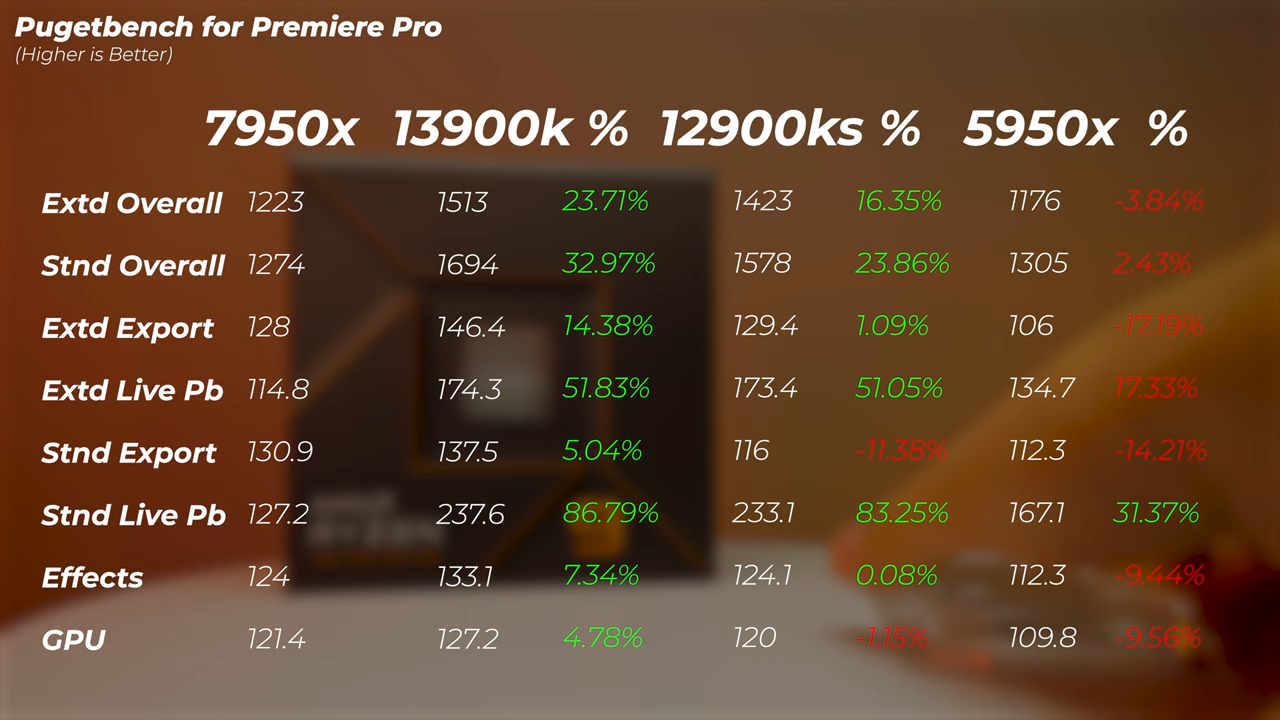 Pugetbench for Premiere Pro
(Higher is Better)
7950x 13900k % 12900ks % 5950x %
Extd Overall 1223 1513 23.71% 1423 16.35% 1176 -3.84%
Stnd Overall 1274 1694 32.97% 1578 23.86% 1305 2.43%
Extd Export 128 146.4 14.38% 129.4 1.09% 106 -17.19%
Extd Live Pb 114.8 174.3 51.83% 173.4 51.05% 134.7 17.33%
Stnd Export 130.9 137.5 5.04% 116 -11.38% 112.3 -14.21%
Stnd Live Pb 127.2 237.6 86.79% 233.1 83.25% 167.1 31.37%
Effects 124 133.1 7.34% 124.1 0.08% 112.3 -9.44%
GPU 121.4 127.2 4.78% 120 -1.15% 109.8 -9.56%